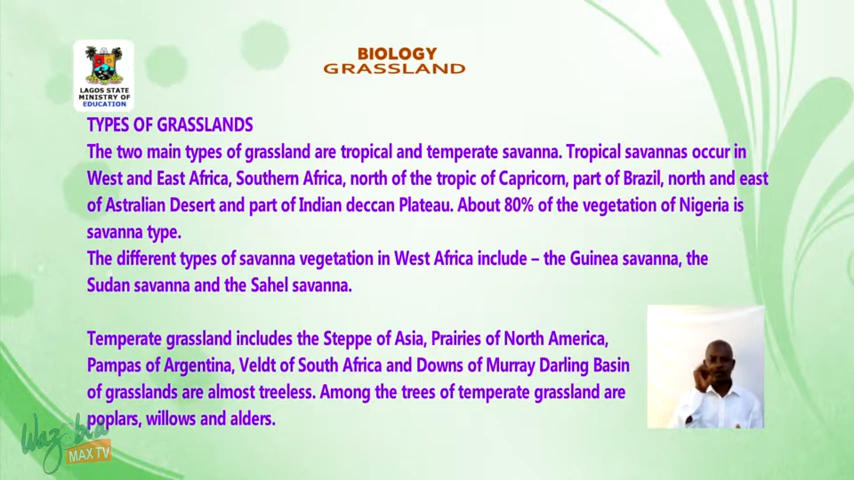 BIOLOGY
GRASSLAND
LAGOS STATE
MINISTRY OF
EDUCATION
TYPES OF GRASSLANDS
The two main types of grassland are tropical and temperate savanna. Tropical savannas occur in
West and East Africa, Southern Africa, north of the tropic of Capricorn, part of Brazil, north and east
of Astralian Desert and part of Indian deccan Plateau. About 80% of the vegetation of Nigeria is
savanna type.
The different types of savanna vegetation in West Africa include – the Guinea savanna, the
Sudan savanna and the Sahel savanna.
Temperate grassland includes the Steppe of Asia, Prairies of North America,
Pampas of Argentina, Veldt of South Africa and Downs of Murray Darling Basin
of grasslands are almost treeless. Among the trees of temperate grassland are
poplars, willows and alders.
Wazobia
MAX TV